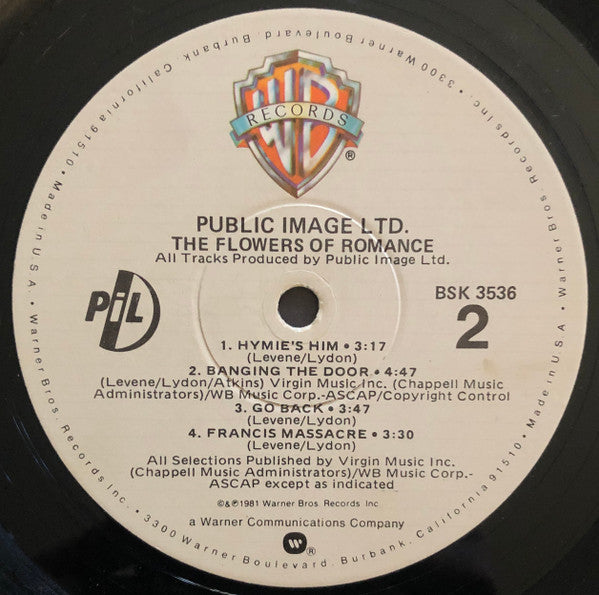 WB
RECORDS
®
PUBLIC IMAGE LTD.
THE FLOWERS OF ROMANCE
All Tracks Produced by Public Image Ltd.
PiL
BSK 3536
2
1. HYMIE'S HIM • 3:17
(Levene/Lydon)
2. BANGING THE DOOR • 4:47
(Levene/Lydon/Atkins) Virgin Music Inc. (Chappell Music
Administrators)/WB Music Corp.-ASCAP/Copyright Control
3. GO BACK • 3:47
(Levene/Lydon)
4. FRANCIS MASSACRE • 3:30
(Levene/Lydon)
All Selections Published by Virgin Music Inc.
(Chappell Music Administrators)/WB Music Corp.-
ASCAP except as indicated
©&℗1981 Warner Bros. Records Inc
a Warner Communications Company
W®
Warner Bros. Records Inc. • 3300 Warner Boulevard, Burbank, California 91510 • Made in U.S.A. •
Warner Bros. Records Inc. • 3300 Warner Boulevard, Burbank, California 91510 • Made in U.S.A. •